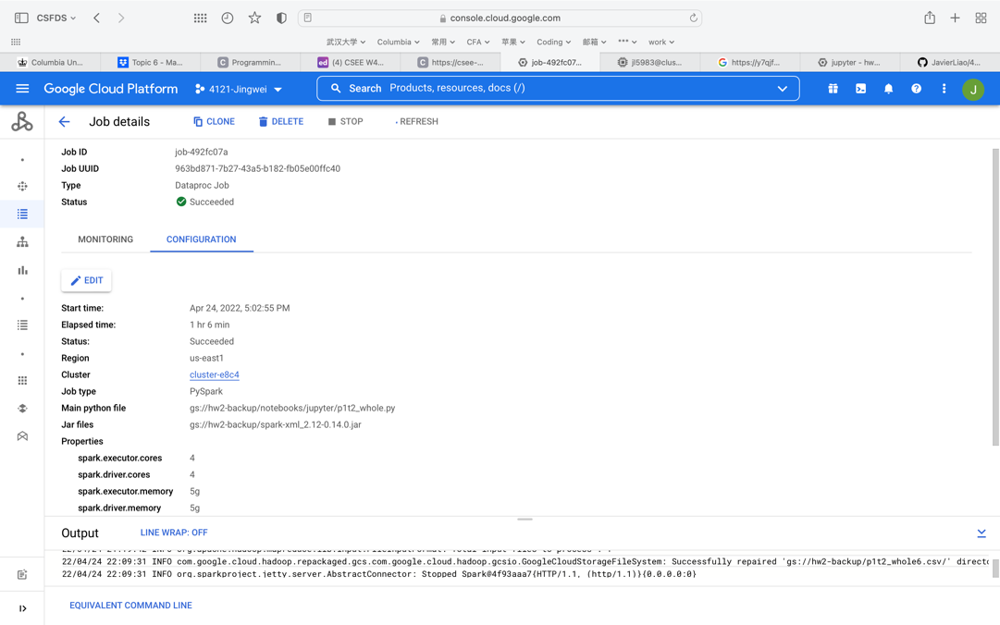 CSFDS
console.cloud.google.com
武汉大学 Columbia 常用 CFA 苹果 Coding 邮箱 *** work
Columbia Un... Topic 6 - Ma... C Programmin... ed (4) CSEE W4... C https://csee-... job-492fc07a... jl5983@clus... G https://y7qjf... jupyter - hw... JavierLiao/4...
Google Cloud Platform 4121-Jingwei Search Products, resources, docs (/) J
Job details CLONE DELETE STOP REFRESH
Job ID job-492fc07a
Job UUID 963bd871-7b27-43a5-b182-fb05e00ffc40
Type Dataproc Job
Status Succeeded
MONITORING CONFIGURATION
EDIT
Start time: Apr 24, 2022, 5:02:55 PM
Elapsed time: 1 hr 6 min
Status: Succeeded
Region us-east1
Cluster cluster-e8c4
Job type PySpark
Main python file gs://hw2-backup/notebooks/jupyter/p1t2_whole.py
Jar files gs://hw2-backup/spark-xml_2.12-0.14.0.jar
Properties
spark.executor.cores 4
spark.driver.cores 4
spark.executor.memory 5g
spark.driver.memory 5g
Output LINE WRAP: OFF
22/04/24 22:09:31 INFO com.google.cloud.hadoop.repackaged.gcs.com.google.cloud.hadoop.gcsio.GoogleCloudStorageFileSystem: Successfully repaired 'gs://hw2-backup/p1t2_whole6.csv/' directo
22/04/24 22:09:31 INFO org.sparkproject.jetty.server.AbstractConnector: Stopped Spark@4f93aaa7{HTTP/1.1, (http/1.1)}{0.0.0.0:0}
EQUIVALENT COMMAND LINE